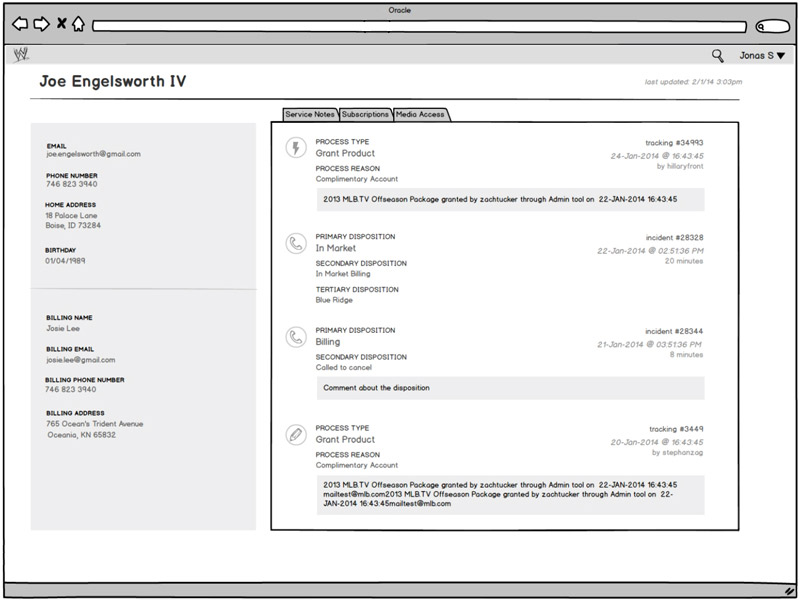 Oracle
W
Jonas S
Joe Engelsworth IV
last updated: 2/1/14 3:03pm
EMAIL
joe.engelsworth@gmail.com
PHONE NUMBER
746 823 3940
HOME ADDRESS
18 Palace Lane
Boise, ID 73284
BIRTHDAY
01/04/1989
BILLING NAME
Josie Lee
BILLING EMAIL
josie.lee@gmail.com
BILLING PHONE NUMBER
746 823 3940
BILLING ADDRESS
765 Ocean's Trident Avenue
Oceania, KN 65832
Service Notes
Subscriptions
Media Access
PROCESS TYPE
Grant Product
PROCESS REASON
Complimentary Account
tracking #34993
24-Jan-2014 @ 16:43:45
by hillaryfront
2013 MLB.TV Offseason Package granted by zachtucker through Admin tool on 22-JAN-2014 16:43:45
PRIMARY DISPOSITION
In Market
SECONDARY DISPOSITION
In Market Billing
TERTIARY DISPOSITION
Blue Ridge
incident #28328
22-Jan-2014 @ 02:51:36 PM
20 minutes
PRIMARY DISPOSITION
Billing
SECONDARY DISPOSITION
Called to cancel
incident #28344
21-Jan-2014 @ 03:51:36 PM
8 minutes
Comment about the disposition
PROCESS TYPE
Grant Product
PROCESS REASON
Complimentary Account
tracking #3449
20-Jan-2014 @ 16:43:45
by stephanzag
2013 MLB.TV Offseason Package granted by zachtucker through Admin tool on 22-JAN-2014 16:43:45
mailtest@mlb.com2013 MLB.TV Offseason Package granted by zachtucker through Admin tool on 22-
JAN-2014 16:43:45mailtest@mlb.com